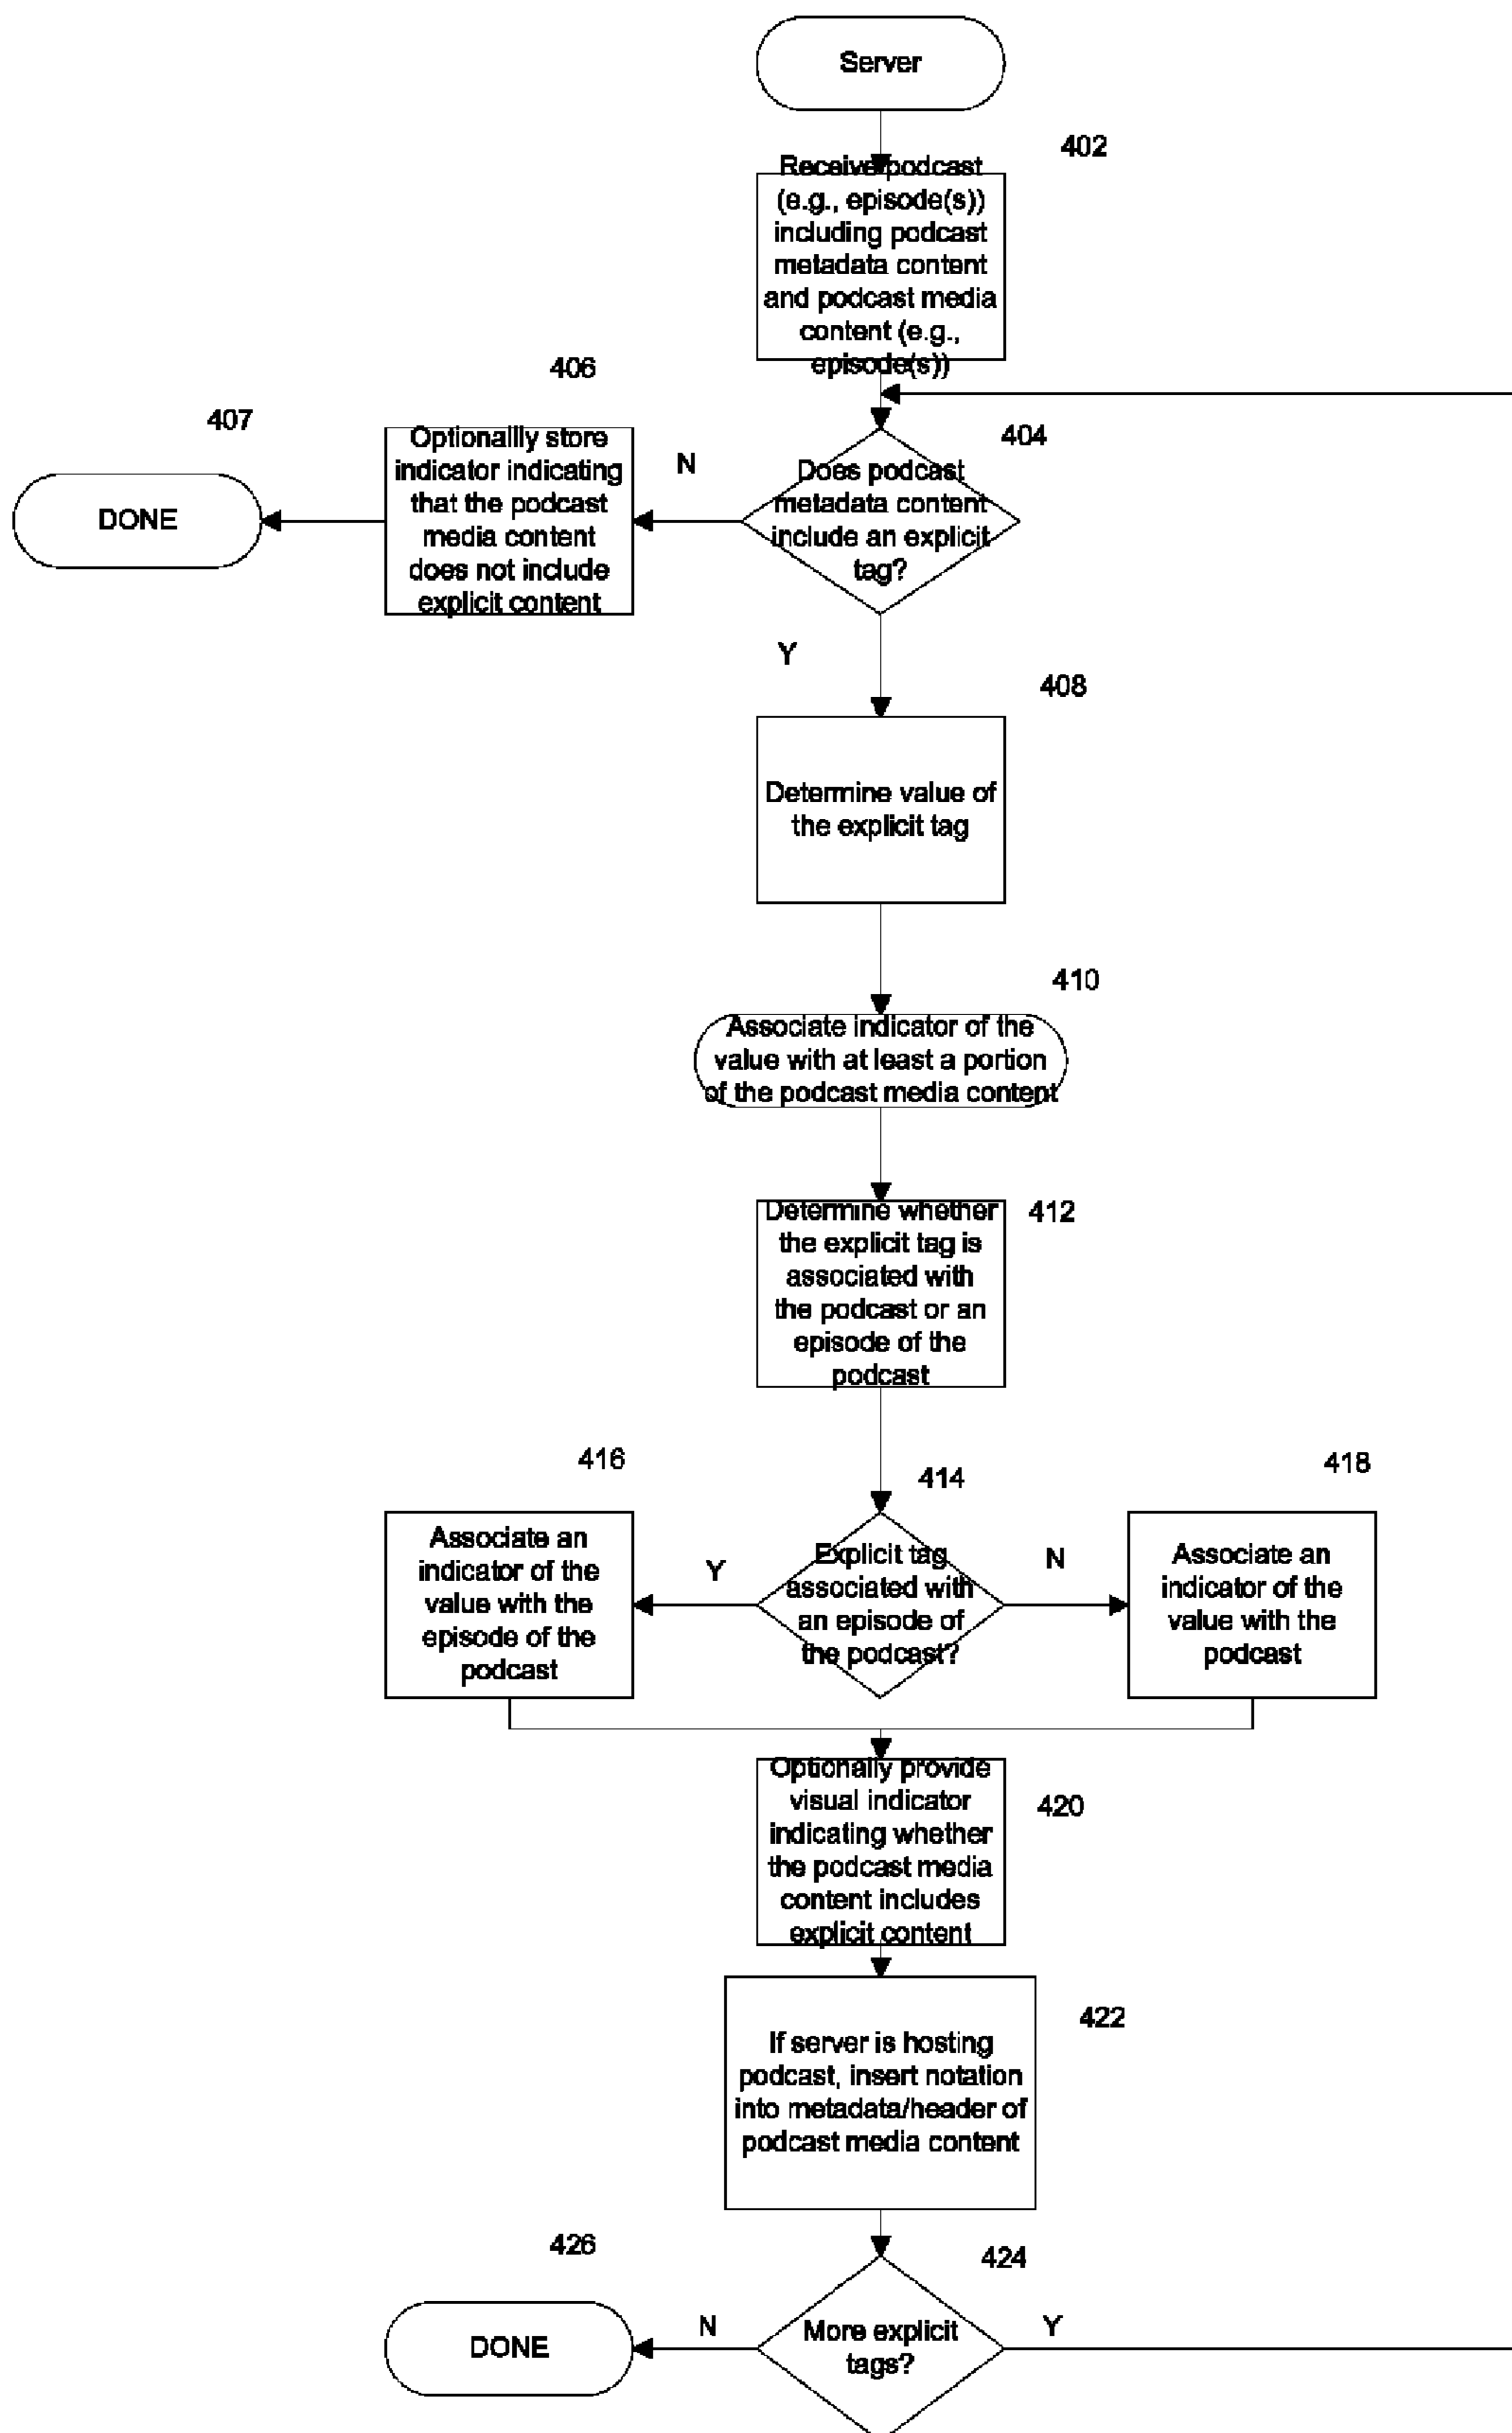 Server
402
Receive podcast
(e.g., episode(s))
including podcast
metadata content
and podcast media
content (e.g.,
episode(s))
406
407
404
Optionallly store
indicator indicating
that the podcast
media content
does not include
explicit content
N
Does podcast
metadata content
include an explicit
tag?
DONE
Y
408
Determine value of
the explicit tag
410
Associate indicator of the
value with at least a portion
of the podcast media content
412
Determine whether
the explicit tag is
associated with
the podcast or an
episode of the
podcast
416
414
418
Associate an
indicator of the
value with the
episode of the
podcast
Y
Explicit tag
associated with
an episode of
the podcast?
N
Associate an
indicator of the
value with the
podcast
Optionally provide
visual indicator
indicating whether
the podcast media
content includes
explicit content
420
422
If server is hosting
podcast, insert notation
into metadata/header of
podcast media content
426
424
DONE
N
More explicit
tags?
Y